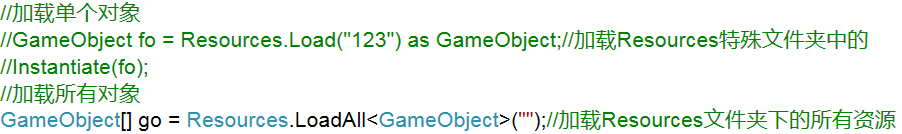 //加载单个对象
//GameObject fo = Resources.Load("123") as GameObject;//加载Resources特殊文件夹中的
//Instantiate(fo);
//加载所有对象
GameObject[] go = Resources.LoadAll<GameObject>("");//加载Resources文件夹下的所有资源